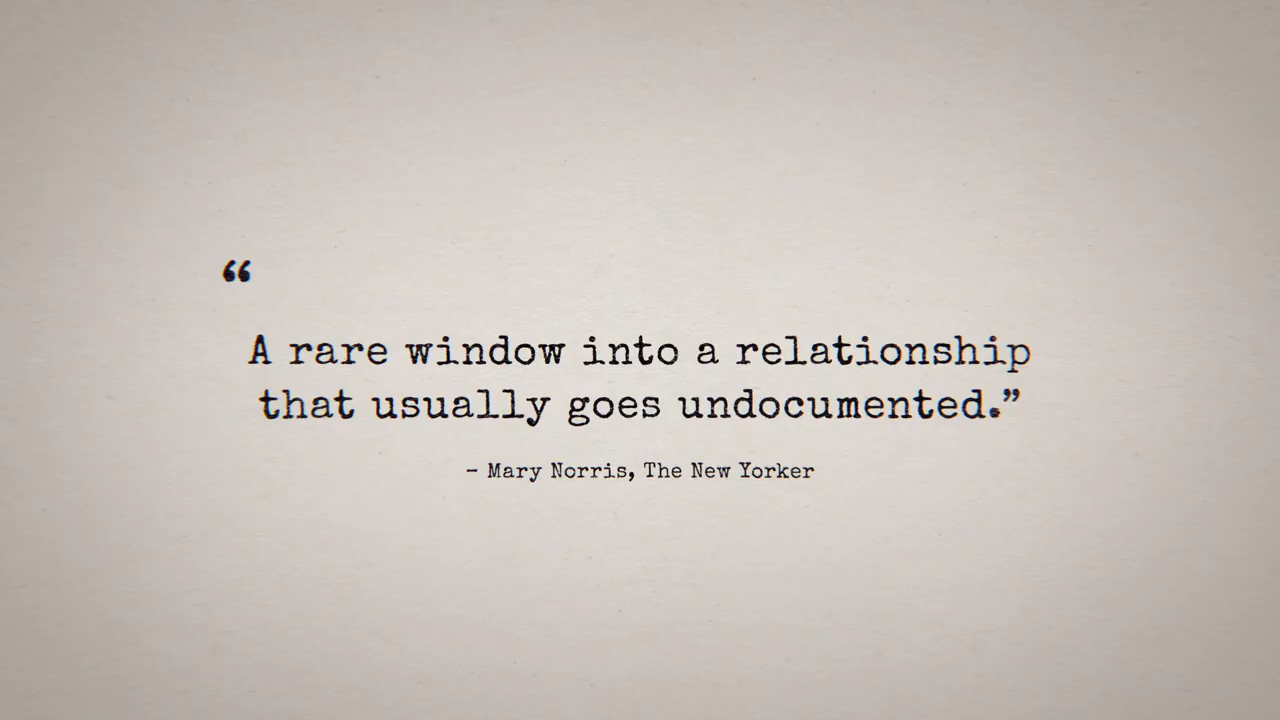 “
A rare window into a relationship
that usually goes undocumented.”
– Mary Norris, The New Yorker